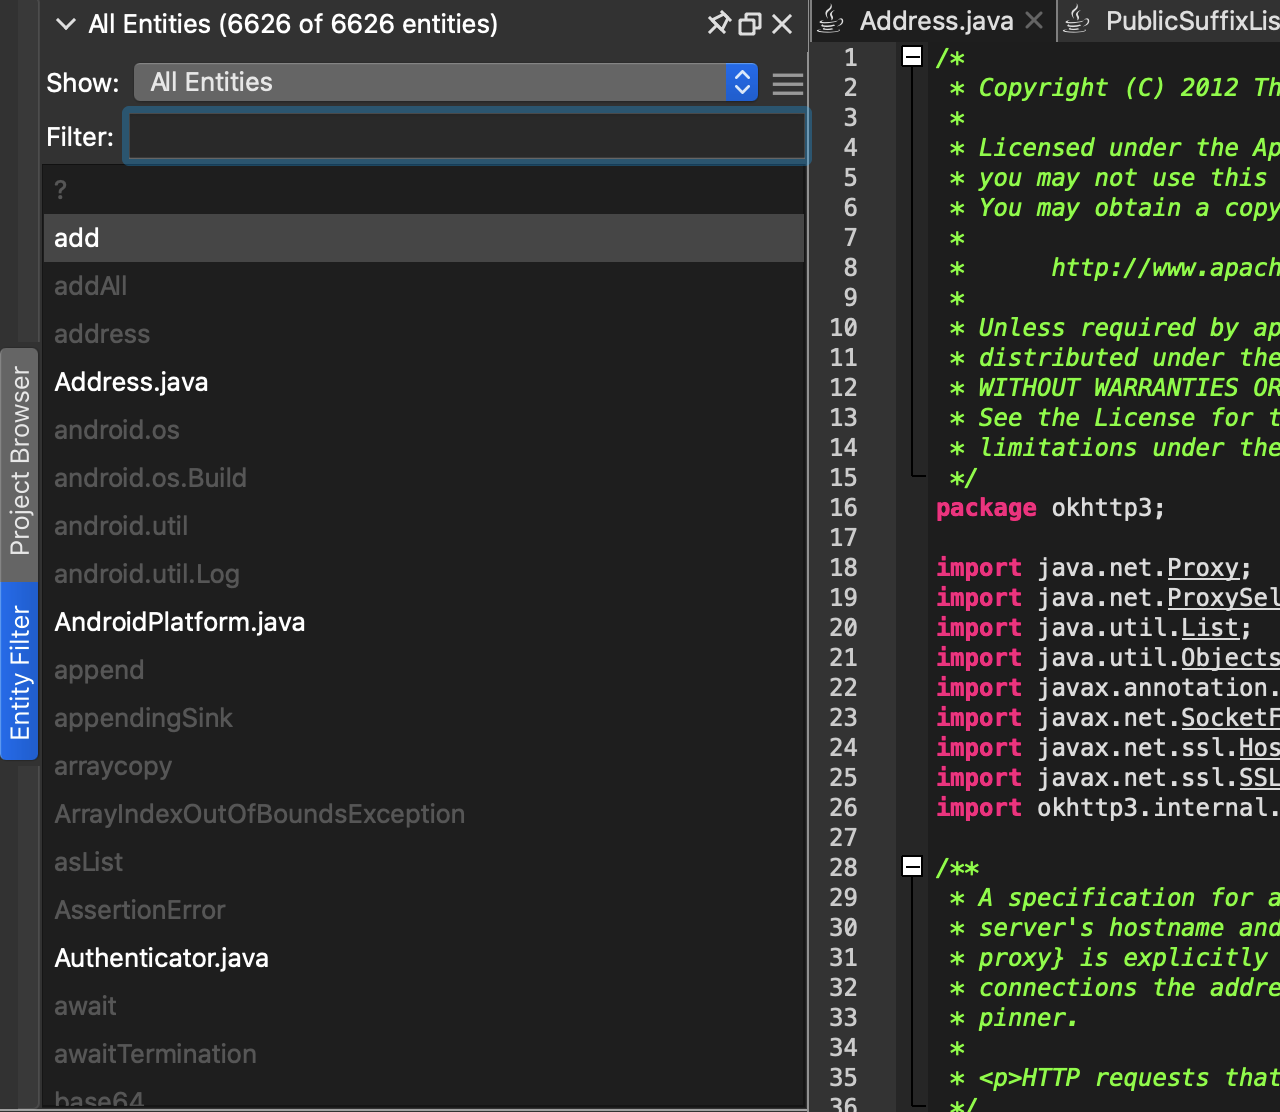 All Entities (6626 of 6626 entities)
Show: All Entities
Filter:
?
add
addAll
address
Address.java
android.os
android.os.Build
android.util
android.util.Log
AndroidPlatform.java
append
appendingSink
arraycopy
ArrayIndexOutOfBoundsException
asList
AssertionError
Authenticator.java
await
awaitTermination
base64
Project Browser
Entity Filter
Address.java PublicSuffixLis
1 /*
2 * Copyright (C) 2012 Th
3 *
4 * Licensed under the Ap
5 * you may not use this
6 * You may obtain a copy
7 *
8 * http://www.apach
9 *
10 * Unless required by ap
11 * distributed under the
12 * WITHOUT WARRANTIES OR
13 * See the License for t
14 * limitations under the
15 */
16 package okhttp3;
17
18 import java.net.Proxy;
19 import java.net.ProxySel
20 import java.util.List;
21 import java.util.Objects
22 import javax.annotation.
23 import javax.net.SocketF
24 import javax.net.ssl.Hos
25 import javax.net.ssl.SSL
26 import okhttp3.internal.
27
28 /**
29 * A specification for a
30 * server's hostname and
31 * proxy} is explicitly
32 * connections the addre
33 * pinner.
34 *
35 * <p>HTTP requests that
36 */